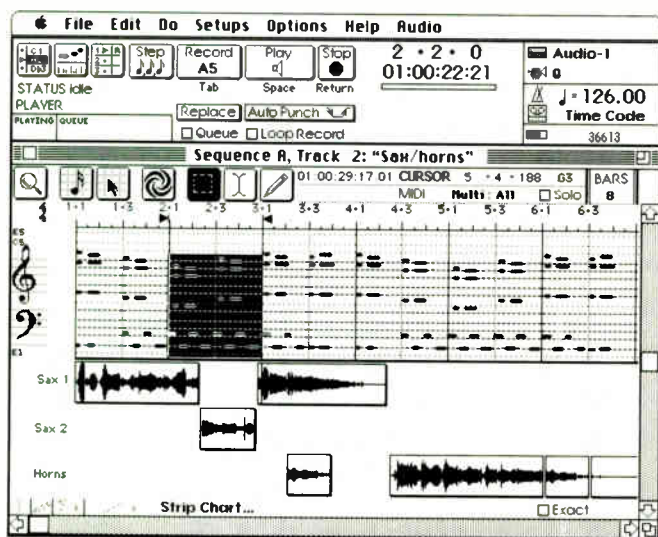 File Edit Do Setups Options Help Audio
Step Record A5 Play Stop
Tab Space Return
2 · 2 · 0
01:00:22:21
Audio-1
STATUS idle
PLAYER
PLAYING QUEUE
Replace Auto Punch
Queue Loop Record
♩=126.00
Time Code
36613
Sequence A, Track 2: "Sax/horns"
01:00:29:17.01 CURSOR 5 · 4 · 188 G3 BARS
MIDI Multi: All Solo 8
4 1·1 1·3 2·1 2·3 3·1 3·3 4·1 4·3 5·1 5·3 6·1 6·3
4
E5
C5
E1
Sax 1
Sax 2
Horns
Strip Chart... Exact